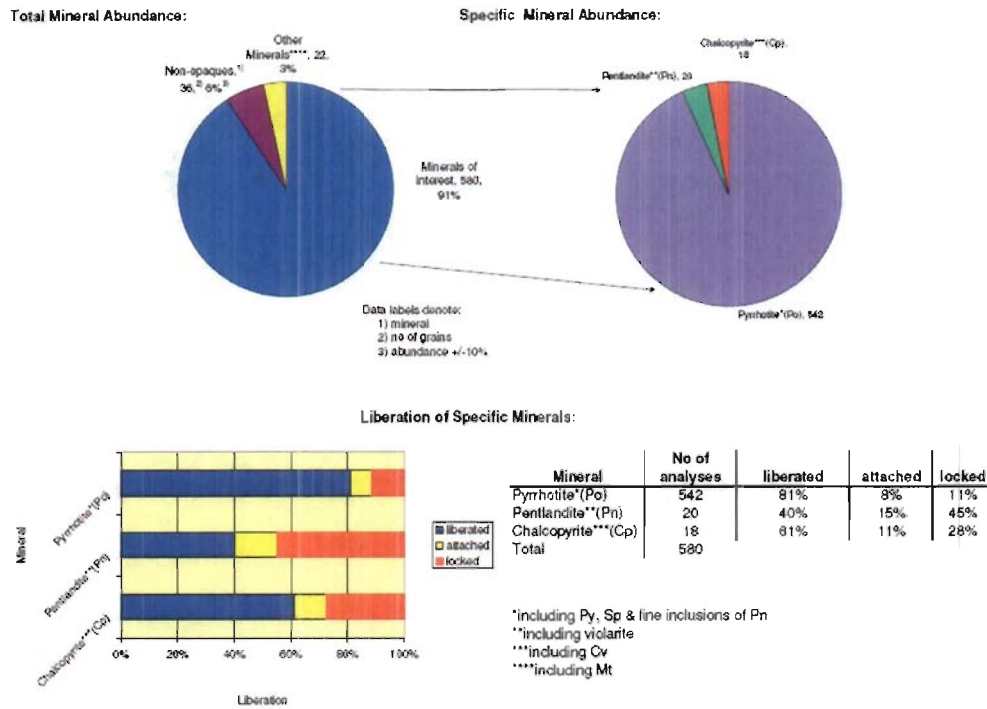 Total Mineral Abundance:
Specific Mineral Abundance:
Other
Minerals****, 22,
3%
Non-opaques,1)
36,2) 6%3)
Minerals of
interest, 580,
91%
Chalcopyrite***(Cp),
18
Pentlandite**(Pn), 20
Pyrrhotite*(Po), 542
Data labels denote:
1) mineral
2) no of grains
3) abundance +/-10%
Liberation of Specific Minerals:
Mineral
Pyrrhotite*(Po)
Pentlandite**(Pn)
Chalcopyrite***(Cp)
0% 20% 40% 60% 80% 100%
Liberation
liberated
attached
locked
Mineral No of analyses liberated attached locked
Pyrrhotite*(Po) 542 81% 8% 11%
Pentlandite**(Pn) 20 40% 15% 45%
Chalcopyrite***(Cp) 18 61% 11% 28%
Total 580
*including Py, Sp & fine inclusions of Pn
**including violarite
***including Cv
****including Mt